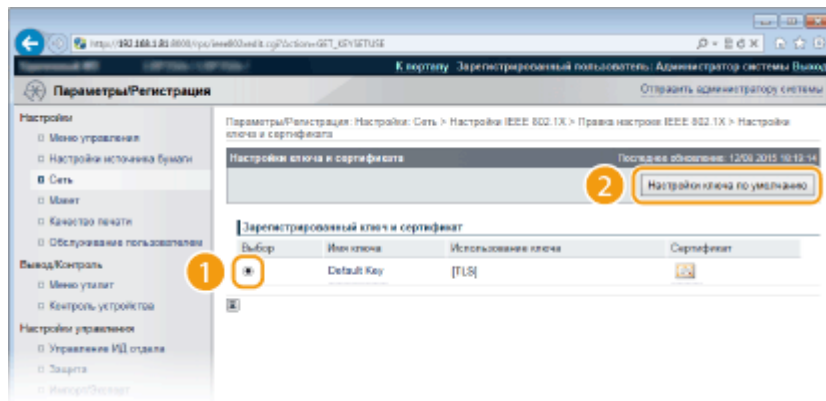 К порталу Зарегистрированный пользователь: Администратор системы Выход
Параметры/Регистрация
Отправить администратору системы
Настройки
Меню управления
Настройки источника бумаги
Сеть
Макет
Качество печати
Обслуживание пользователем
Вывод/Контроль
Меню утилит
Контроль устройства
Настройки управления
Управление ИД отдела
Защита
Импорт/Экспорт
Параметры/Регистрация: Настройки: Сеть > Настройки IEEE 802.1X > Правка настроек IEEE 802.1X > Настройки
ключа и сертификата
Настройки ключа и сертификата
Последнее обновление: 12/08 2015 18:13:14
2
Настройки ключа по умолчанию
Зарегистрированный ключ и сертификат
Выбор Имя ключа Использование ключа Сертификат
1
Default Key [TLS]